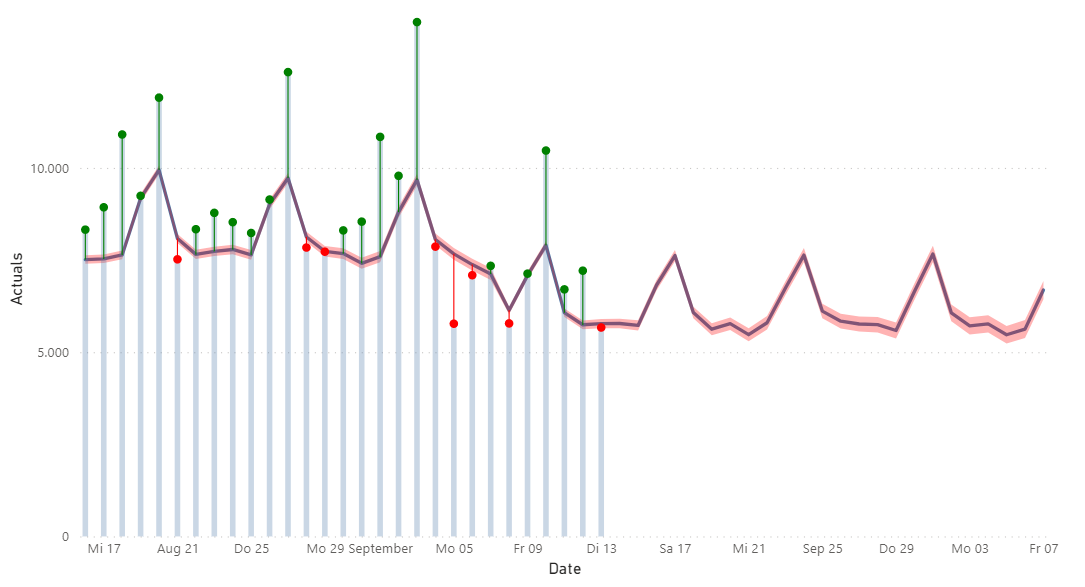 Actuals
10.000
5.000
0
Mi 17 Aug 21 Do 25 Mo 29 September Mo 05 Fr 09 Di 13 Sa 17 Mi 21 Sep 25 Do 29 Mo 03 Fr 07
Date